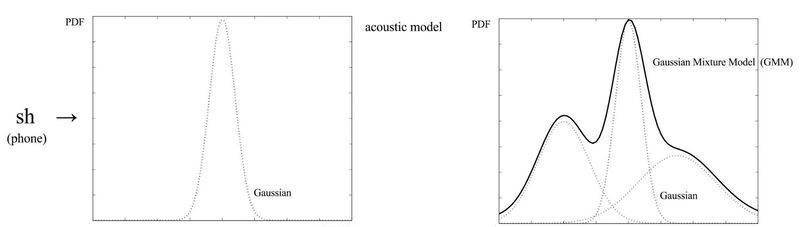 PDF
acoustic model
PDF
Gaussian Mixture Model (GMM)
sh →
(phone)
Gaussian
Gaussian